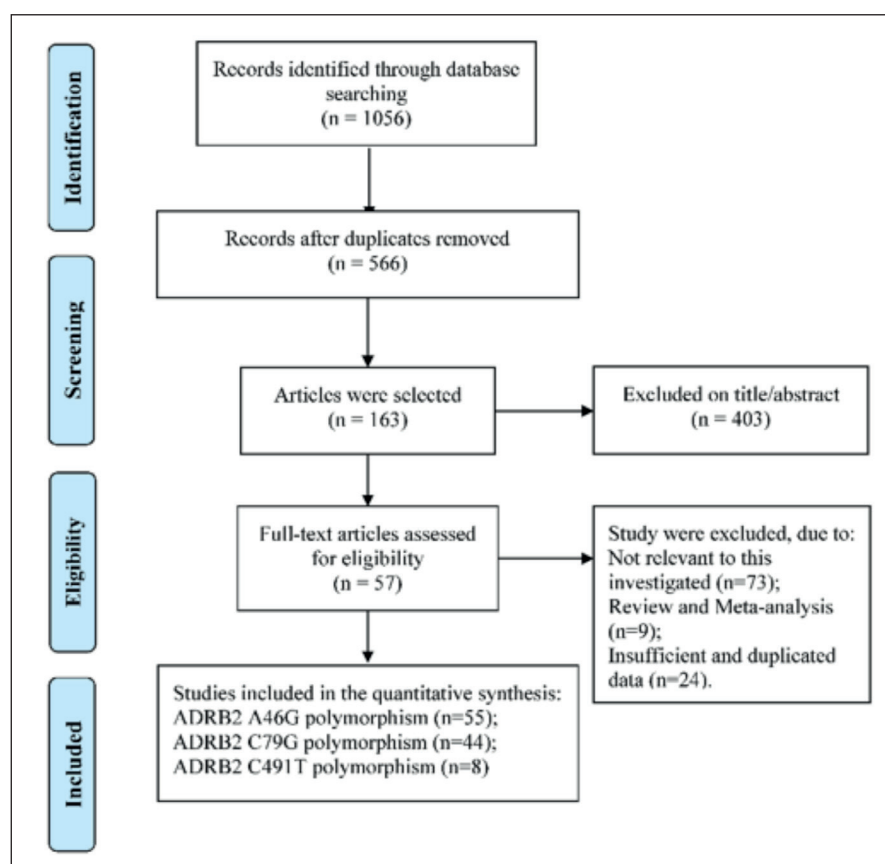 Identification
Records identified through database
searching
(n = 1056)
Records after duplicates removed
(n = 566)
Screening
Articles were selected
(n = 163)
Excluded on title/abstract
(n = 403)
Eligibility
Full-text articles assessed
for eligibility
(n = 57)
Study were excluded, due to:
Not relevant to this
investigated (n=73);
Review and Meta-analysis
(n=9);
Insufficient and duplicated
data (n=24).
Included
Studies included in the quantitative synthesis:
ADRB2 A46G polymorphism (n=55);
ADRB2 C79G polymorphism (n=44);
ADRB2 C491T polymorphism (n=8)